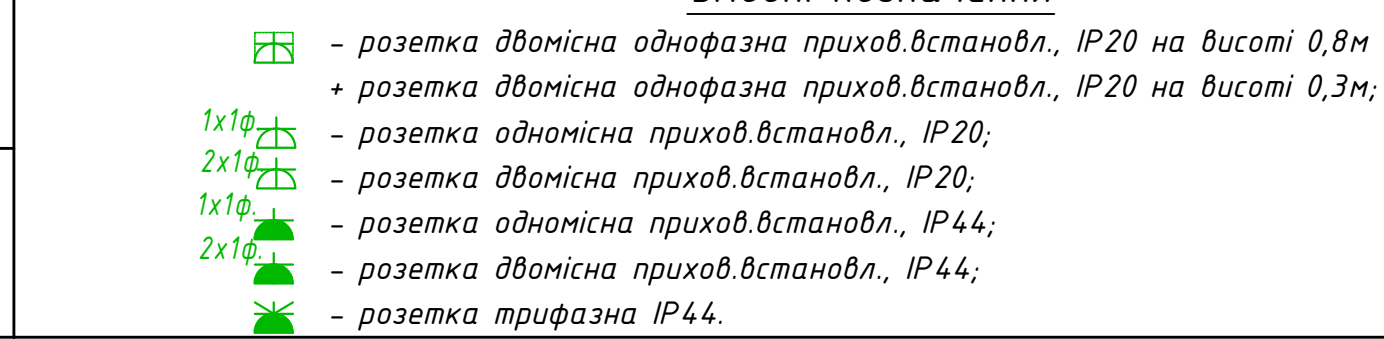 – розетка двомісна однофазна прихов.встановл., IP20 на висоті 0,8м
+ розетка двомісна однофазна прихов.встановл., IP20 на висоті 0,3м;
1х1ф. – розетка одномісна прихов.встановл., IP20;
2х1ф. – розетка двомісна прихов.встановл., IP20;
1х1ф. – розетка одномісна прихов.встановл., IP44;
2х1ф. – розетка двомісна прихов.встановл., IP44;
– розетка трифазна IP44.